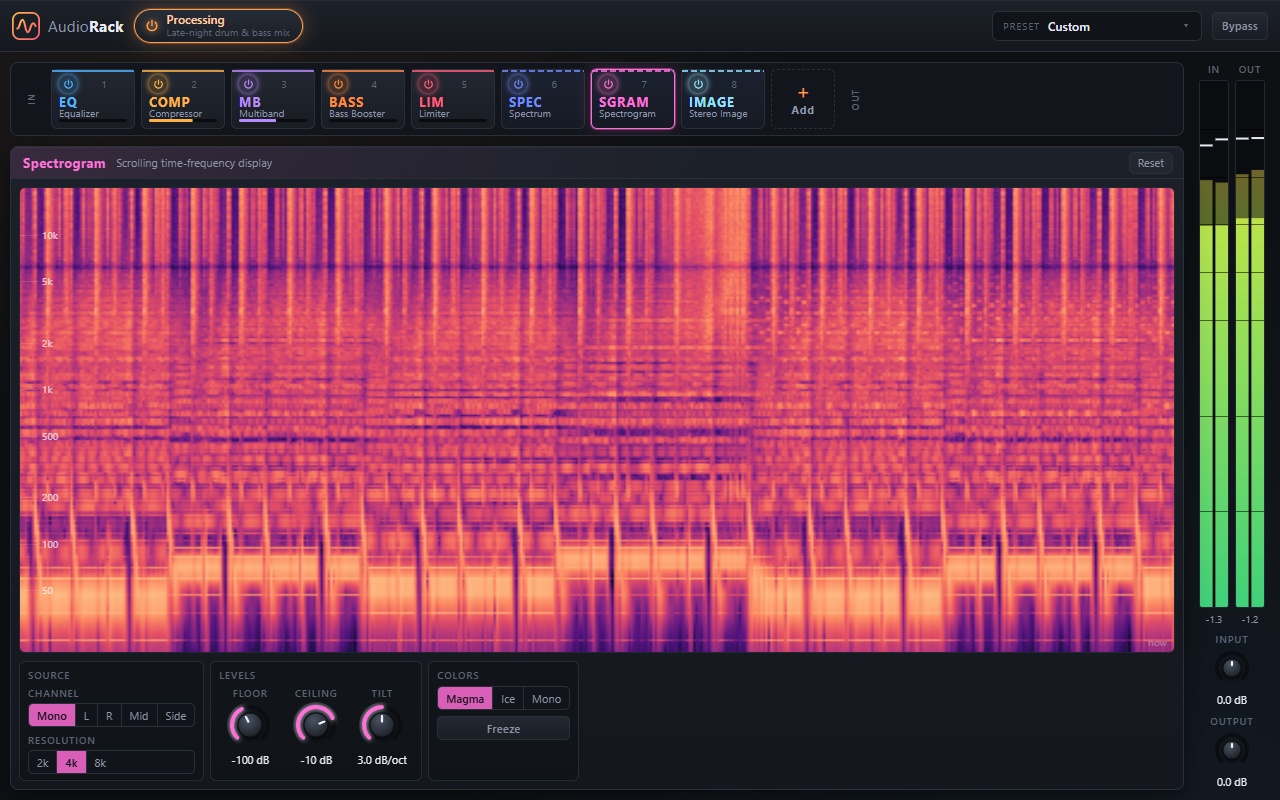 AudioRack
Processing
Late-night drum & bass mix
PRESET Custom
Bypass
IN
1
EQ
Equalizer
2
COMP
Compressor
3
MB
Multiband
4
BASS
Bass Booster
5
LIM
Limiter
6
SPEC
Spectrum
7
SGRAM
Spectrogram
8
IMAGE
Stereo Image
+
Add
OUT
IN OUT
Spectrogram Scrolling time-frequency display
Reset
10k
5k
2k
1k
500
200
100
50
now
-1.3 -1.2
INPUT
0.0 dB
OUTPUT
0.0 dB
SOURCE
CHANNEL
Mono L R Mid Side
RESOLUTION
2k 4k 8k
LEVELS
FLOOR CEILING TILT
-100 dB -10 dB 3.0 dB/oct
COLORS
Magma Ice Mono
Freeze